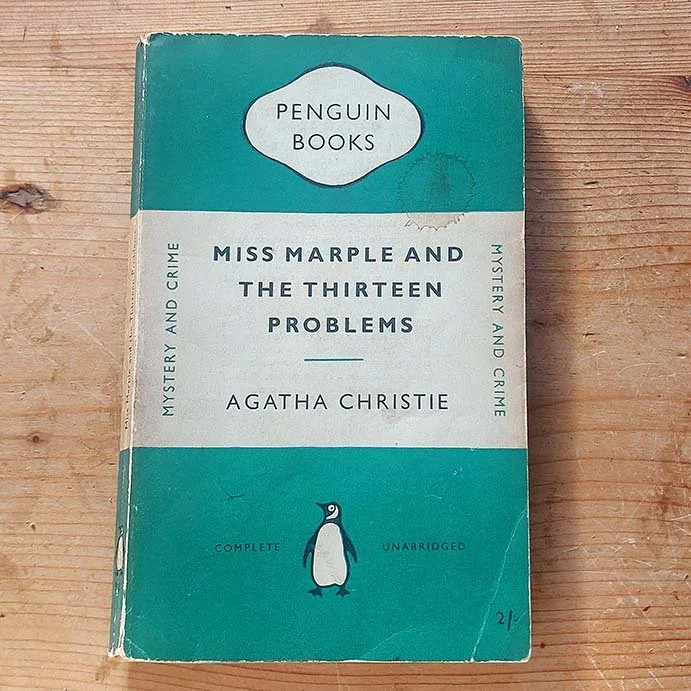 PENGUIN
BOOKS
MYSTERY AND CRIME
MISS MARPLE AND
THE THIRTEEN
PROBLEMS
AGATHA CHRISTIE
MYSTERY AND CRIME
COMPLETE UNABRIDGED
2/-